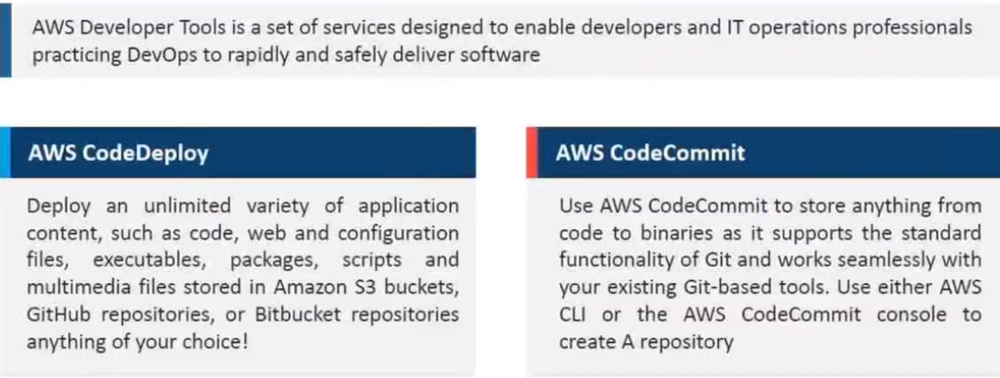 AWS Developer Tools is a set of services designed to enable developers and IT operations professionals
practicing DevOps to rapidly and safely deliver software
AWS CodeDeploy
Deploy an unlimited variety of application
content, such as code, web and configuration
files, executables, packages, scripts and
multimedia files stored in Amazon S3 buckets,
GitHub repositories, or Bitbucket repositories
anything of your choice!
AWS CodeCommit
Use AWS CodeCommit to store anything from
code to binaries as it supports the standard
functionality of Git and works seamlessly with
your existing Git-based tools. Use either AWS
CLI or the AWS CodeCommit console to
create A repository